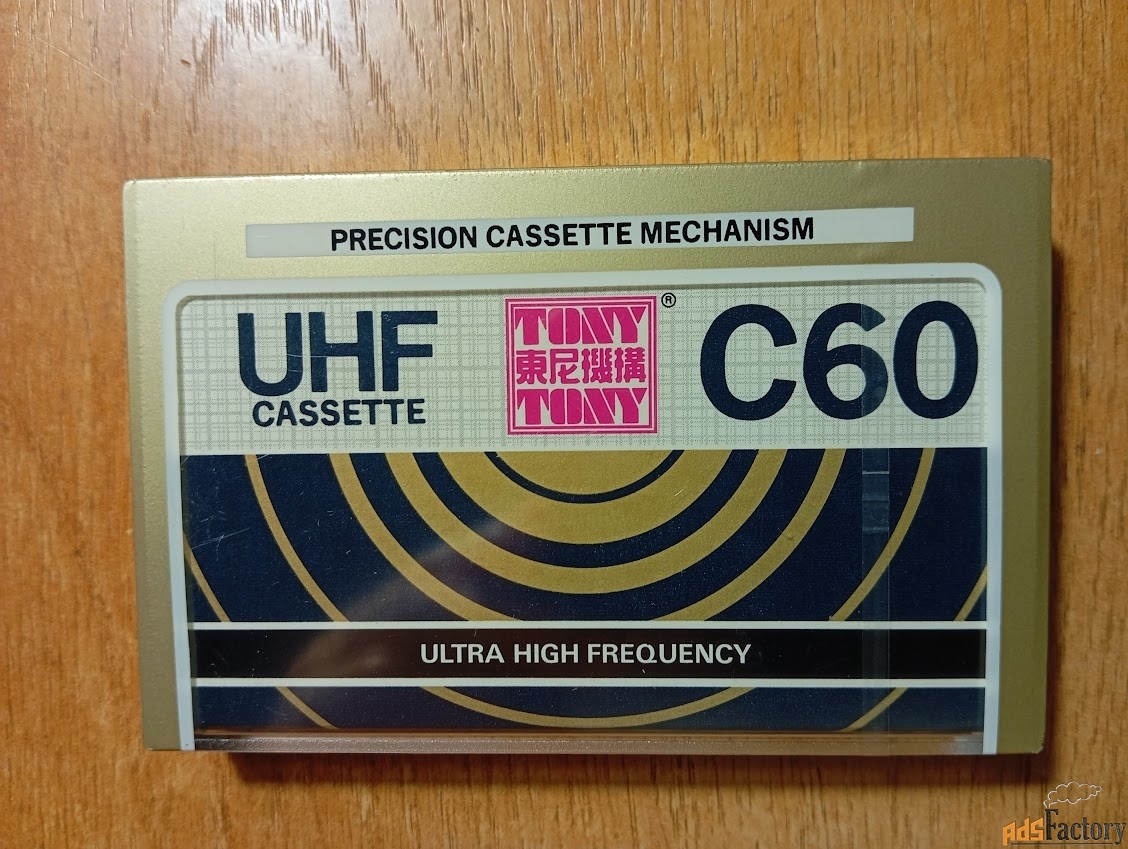 PRECISION CASSETTE MECHANISM
UHF
CASSETTE
TONY
東尼機構
TONY
®
C60
ULTRA HIGH FREQUENCY
AdsFactory